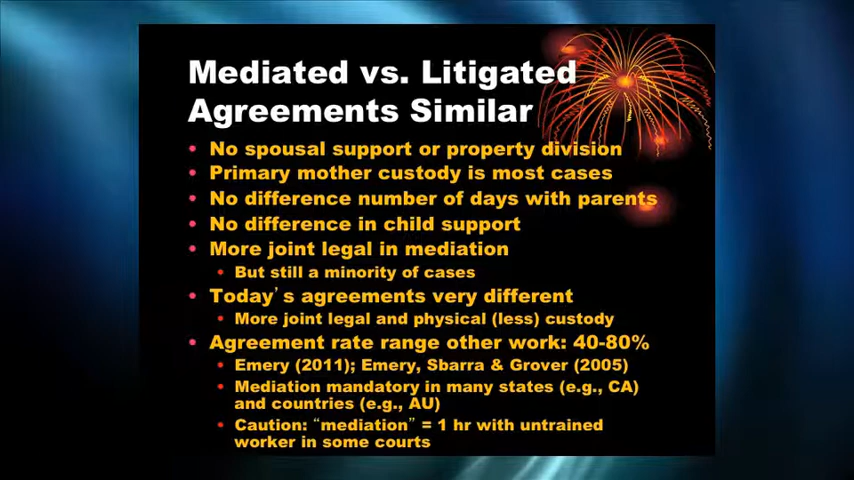 Mediated vs. Litigated
Agreements Similar
• No spousal support or property division
• Primary mother custody is most cases
• No difference number of days with parents
• No difference in child support
• More joint legal in mediation
• But still a minority of cases
• Today's agreements very different
• More joint legal and physical (less) custody
• Agreement rate range other work: 40-80%
• Emery (2011); Emery, Sbarra & Grover (2005)
• Mediation mandatory in many states (e.g., CA)
and countries (e.g., AU)
• Caution: "mediation" = 1 hr with untrained
worker in some courts